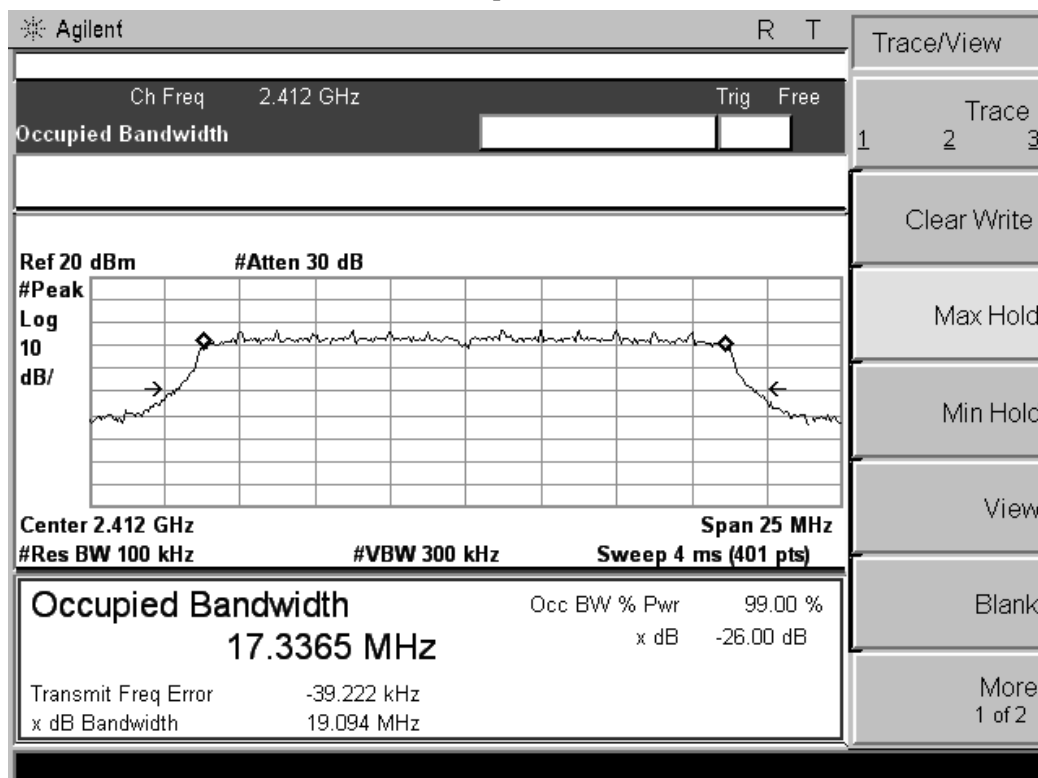 Agilent R T
Trace/View
Ch Freq 2.412 GHz Trig Free
Occupied Bandwidth
Trace
1 2 3
Clear Write
Ref 20 dBm #Atten 30 dB
#Peak
Log
10
dB/
Max Hold
Min Hold
Center 2.412 GHz Span 25 MHz
#Res BW 100 kHz #VBW 300 kHz Sweep 4 ms (401 pts)
View
Occupied Bandwidth Occ BW % Pwr 99.00 %
17.3365 MHz x dB -26.00 dB
Transmit Freq Error -39.222 kHz
x dB Bandwidth 19.094 MHz
Blank
More
1 of 2